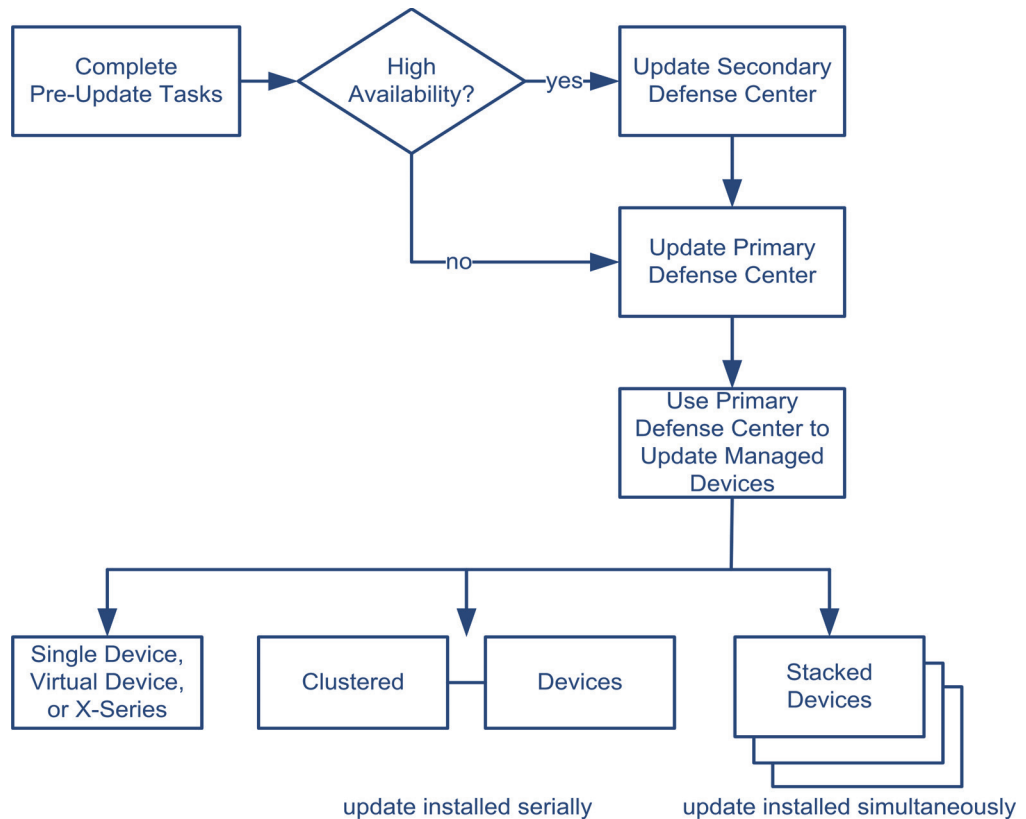 Complete
Pre-Update Tasks
High
Availability?
yes
Update Secondary
Defense Center
no
Update Primary
Defense Center
Use Primary
Defense Center to
Update Managed
Devices
Single Device,
Virtual Device,
or X-Series
Clustered
Devices
Stacked
Devices
update installed serially
update installed simultaneously